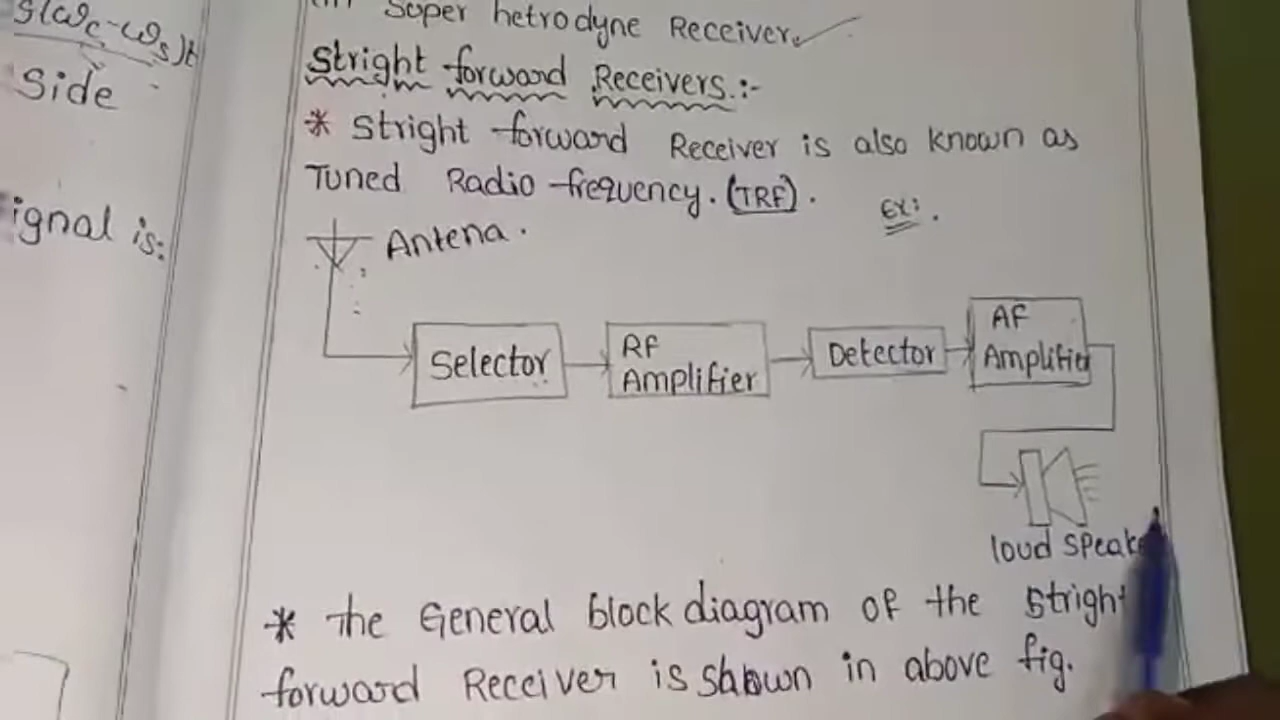 Super hetrodyne Receiver
Stright forward Receivers:-
* Stright forward Receiver is also known as
Tuned Radio frequency. (TRF).
Ex:
Antena.
Selector
RF
Amplifier
Detector
AF
Amplifier
loud
* the General block diagram of the Stright
forward Receiver is shown in above fig.
g(ωc-ωs)t
Side
ignal is: